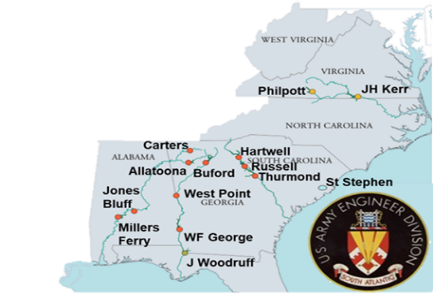 WEST VIRGINIA
VIRGINIA
Philpott
JH Kerr
NORTH CAROLINA
Carters
ALABAMA
Allatoona
Buford
Hartwell
SOUTH CAROLINA
Russell
Thurmond
St Stephen
Jones
Bluff
West Point
GEORGIA
Millers
Ferry
WF George
J Woodruff
US ARMY ENGINEER DIVISION
SOUTH ATLANTIC